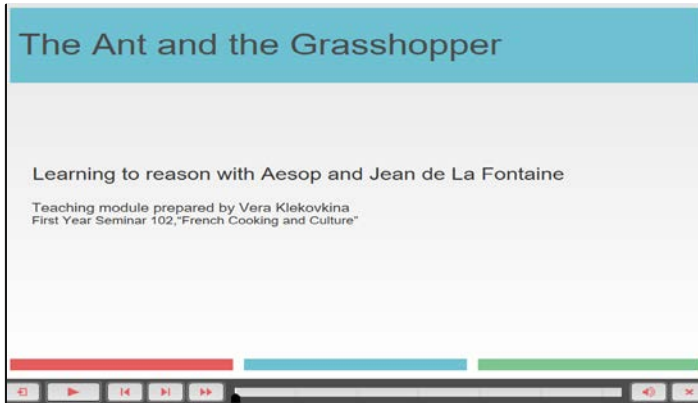 The Ant and the Grasshopper
Learning to reason with Aesop and Jean de La Fontaine
Teaching module prepared by Vera Klekovkina
First Year Seminar 102,"French Cooking and Culture"